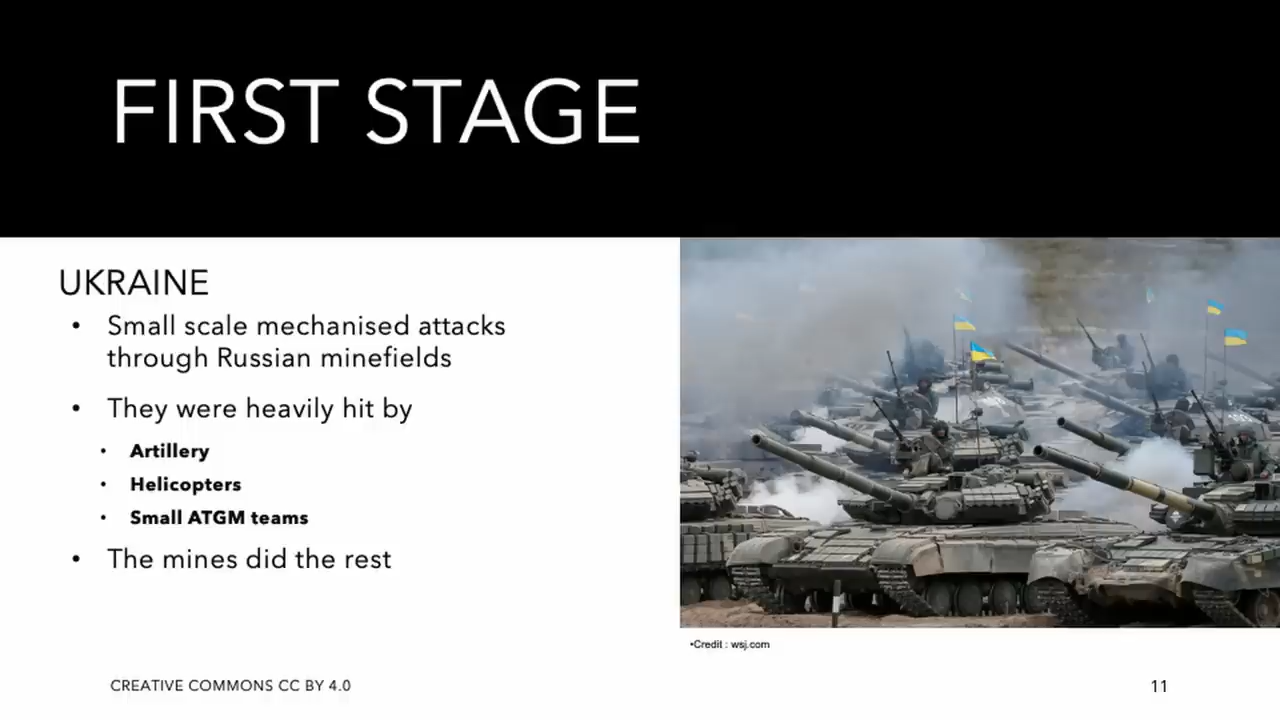 FIRST STAGE
UKRAINE
• Small scale mechanised attacks
through Russian minefields
• They were heavily hit by
• Artillery
• Helicopters
• Small ATGM teams
• The mines did the rest
•Credit : wsj.com
CREATIVE COMMONS CC BY 4.0
11